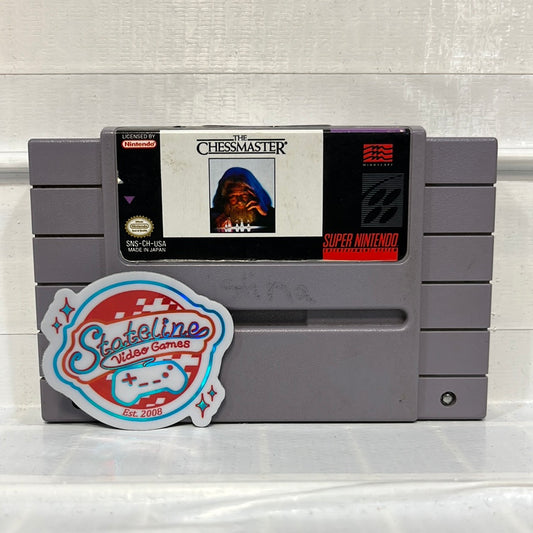 LICENSED BY
Nintendo
THE
CHESSMASTER
SNS-CH-USA
MADE IN JAPAN
MINDSCAPE
SUPER NINTENDO
ENTERTAINMENT SYSTEM
Stateline
Video Games
Est. 2008